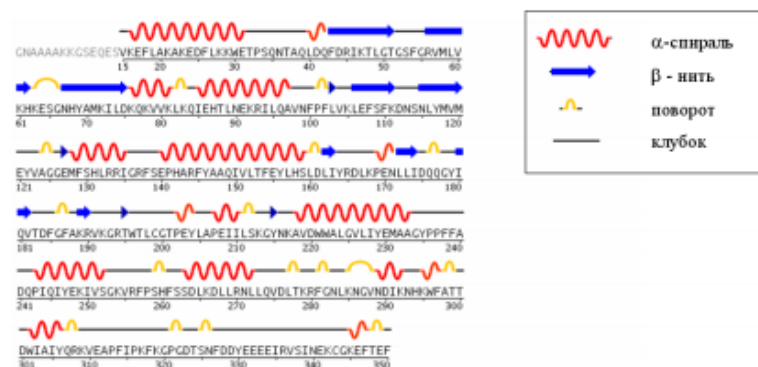 GNAAAAKKGSEQESVKEFLAKAKEDFLKKWETPSQNTAQLDQFDRIKTLGTGSFGRVMLV
15 20 30 40 50 60
KHKESGNHYAMKILDKQKVVKLKQIEHTLNEKRILQAVNFPFLVKLEFSFKDNSNLYMVM
61 70 80 90 100 110 120
EYVAGGEMFSHLRRIGRFSEPHARFYAAQIVLTFEYLHSLDLIYRDLKPENLLIDQQGYI
121 130 140 150 160 170 180
QVTDFGFAKRVKGRTWTLCGTPEYLAPEIILSKGYNKAVDWWALGVLIYEMAAGYPPFFA
181 190 200 210 220 230 240
DQPIQIYEKIVSGKVRFPSHFSSDLKDLLRNLLQVDLTKRFGNLKNGVNDIKNHKWFATT
241 250 260 270 280 290 300
DWIAIYQRKVEAPFIPKFKGPGDTSNFDDYEEEEIRVSINEKCGKEFTEF
301 310 320 330 340 350
α-спираль
β - нить
поворот
клубок